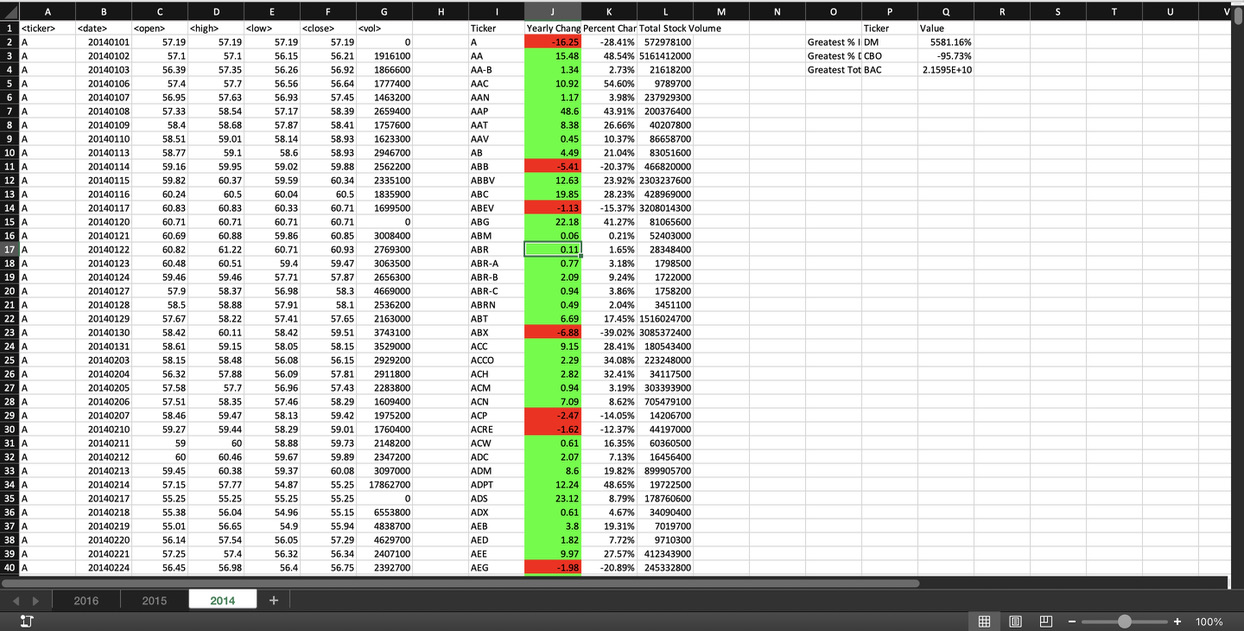 A B C D E F G H I J K L M N O P Q R S T U V
1 <ticker> <date> <open> <high> <low> <close> <vol> Ticker Yearly Chang Percent Char Total Stock Volume Ticker Value
2 A 20140101 57.19 57.19 57.19 57.19 0 A -16.25 -28.41% 572978100 Greatest % I DM 5581.16%
3 A 20140102 57.1 57.1 56.15 56.21 1916100 AA 15.48 48.54% 5161412000 Greatest % D CBO -95.73%
4 A 20140103 56.39 57.35 56.26 56.92 1866600 AA-B 1.34 2.73% 21618200 Greatest Tot BAC 2.1595E+10
5 A 20140106 57.4 57.7 56.56 56.64 1777400 AAC 10.92 54.60% 9789700
6 A 20140107 56.95 57.63 56.93 57.45 1463200 AAN 1.17 3.98% 237929300
7 A 20140108 57.33 58.54 57.17 58.39 2659400 AAP 48.6 43.91% 200376400
8 A 20140109 58.4 58.68 57.87 58.41 1757600 AAT 8.38 26.66% 40207800
9 A 20140110 58.51 59.01 58.14 58.93 1623300 AAV 0.45 10.37% 86658700
10 A 20140113 58.77 59.1 58.6 58.93 2946700 AB 4.49 21.04% 83051600
11 A 20140114 59.16 59.95 59.02 59.88 2562200 ABB -5.41 -20.37% 466820000
12 A 20140115 59.82 60.37 59.59 60.34 2335100 ABBV 12.63 23.92% 2303237600
13 A 20140116 60.24 60.5 60.04 60.5 1835900 ABC 19.85 28.23% 428969000
14 A 20140117 60.83 60.83 60.33 60.71 1699500 ABEV -1.13 -15.37% 3208014300
15 A 20140120 60.71 60.71 60.71 60.71 0 ABG 22.18 41.27% 81065600
16 A 20140121 60.69 60.88 59.86 60.85 3008400 ABM 0.06 0.21% 52403000
17 A 20140122 60.82 61.22 60.71 60.93 2769300 ABR 0.11 1.65% 28348400
18 A 20140123 60.48 60.51 59.4 59.47 3063500 ABR-A 0.77 3.18% 1798500
19 A 20140124 59.46 59.46 57.71 57.87 2656300 ABR-B 2.09 9.24% 1722000
20 A 20140127 57.9 58.37 56.98 58.3 4669000 ABR-C 0.94 3.86% 1758200
21 A 20140128 58.5 58.88 57.91 58.1 2536200 ABRN 0.49 2.04% 3451100
22 A 20140129 57.67 58.22 57.41 57.65 2163000 ABT 6.69 17.45% 1516024700
23 A 20140130 58.42 60.11 58.42 59.51 3743100 ABX -6.88 -39.02% 3085372400
24 A 20140131 58.61 59.15 58.05 58.15 3529000 ACC 9.15 28.41% 180543400
25 A 20140203 58.15 58.48 56.08 56.15 2929200 ACCO 2.29 34.08% 223248000
26 A 20140204 56.32 57.88 56.09 57.81 2911800 ACH 2.82 32.41% 34117500
27 A 20140205 57.58 57.7 56.96 57.43 2283800 ACM 0.94 3.19% 303393900
28 A 20140206 57.51 58.35 57.46 58.29 1609400 ACN 7.09 8.62% 705479100
29 A 20140207 58.46 59.47 58.13 59.42 1975200 ACP -2.47 -14.05% 14206700
30 A 20140210 59.27 59.44 58.29 59.01 1760400 ACRE -1.62 -12.37% 44197000
31 A 20140211 59 60 58.88 59.73 2148200 ACW 0.61 16.35% 60360500
32 A 20140212 60 60.46 59.67 59.89 2347200 ADC 2.07 7.13% 16456400
33 A 20140213 59.45 60.38 59.37 60.08 3097000 ADM 8.6 19.82% 899905700
34 A 20140214 57.15 57.77 54.87 55.25 17862700 ADPT 12.24 48.65% 19722500
35 A 20140217 55.25 55.25 55.25 55.25 0 ADS 23.12 8.79% 178760600
36 A 20140218 55.38 56.04 54.96 55.15 6553800 ADX 0.61 4.67% 34090400
37 A 20140219 55.01 56.65 54.9 55.94 4838700 AEB 3.8 19.31% 7019700
38 A 20140220 56.14 57.54 56.05 57.29 4629700 AED 1.82 7.72% 9710300
39 A 20140221 57.25 57.4 56.32 56.34 2407100 AEE 9.97 27.57% 412343900
40 A 20140224 56.45 56.98 56.4 56.75 2392700 AEG -1.98 -20.89% 245332800
2016 2015 2014 +
100%